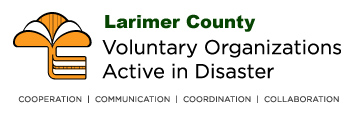 Larimer County
Voluntary Organizations
Active in Disaster
COOPERATION | COMMUNICATION | COORDINATION | COLLABORATION